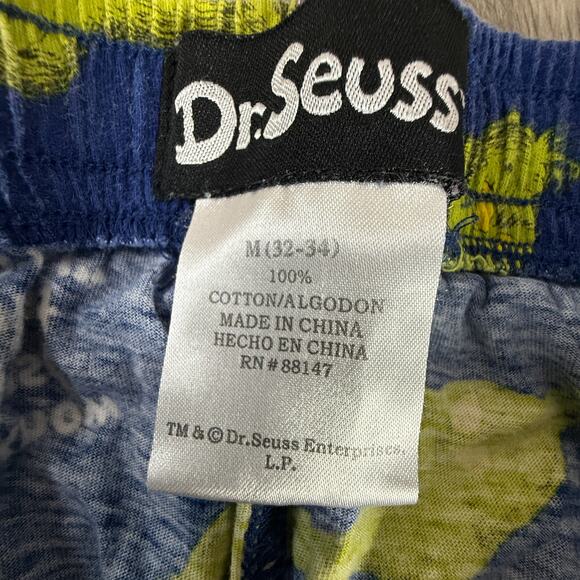 Dr. Seuss
M (32-34)
100%
COTTON/ALGODON
MADE IN CHINA
HECHO EN CHINA
RN # 88147
TM & © Dr. Seuss Enterprises,
L.P.